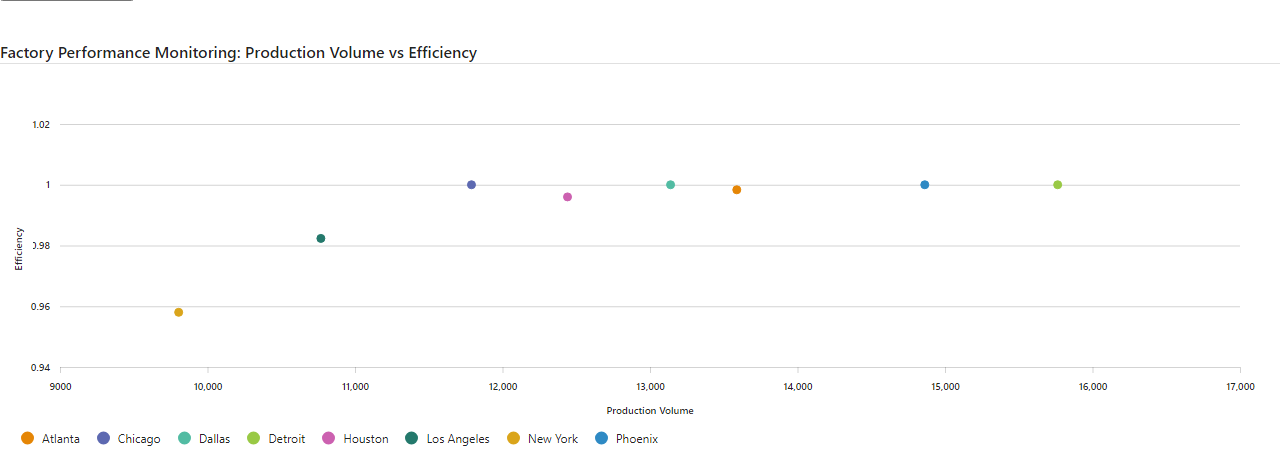 Factory Performance Monitoring: Production Volume vs Efficiency
1.02
1
0.98
0.96
0.94
Efficiency
9000 10,000 11,000 12,000 13,000 14,000 15,000 16,000 17,000
Production Volume
Atlanta Chicago Dallas Detroit Houston Los Angeles New York Phoenix